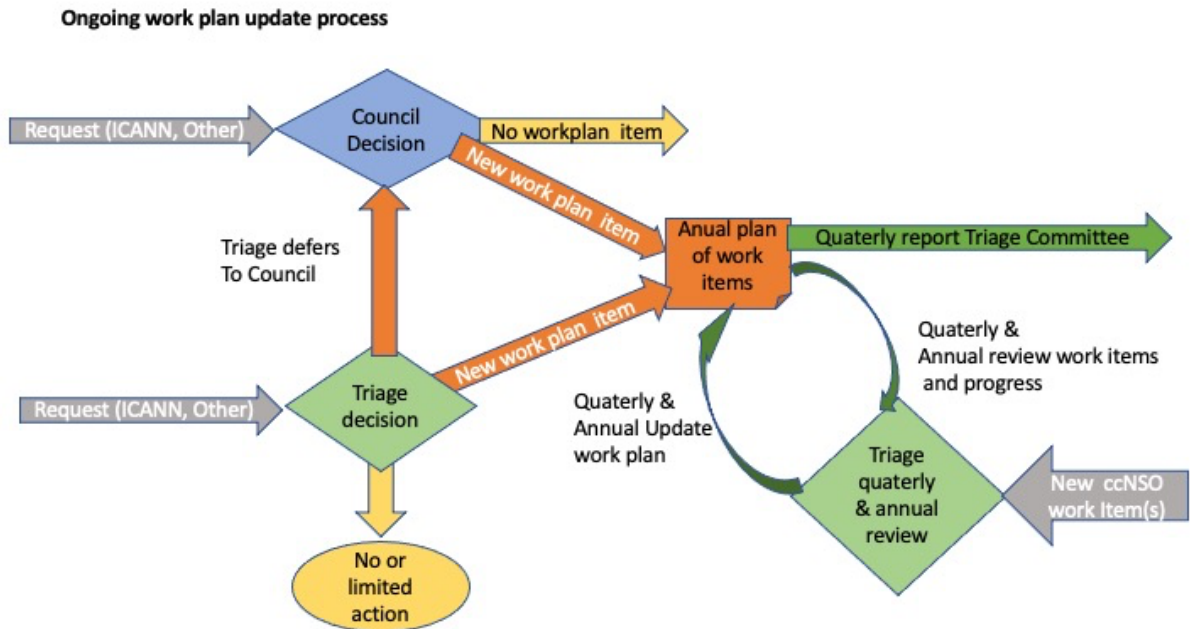 Ongoing work plan update process
Request (ICANN, Other)
Council
Decision
No workplan item
New work plan item
Triage defers
To Council
Anual plan
of work
items
Quaterly report Triage Committee
New work plan item
Quaterly &
Annual review work items
and progress
Request (ICANN, Other)
Triage
decision
Quaterly &
Annual Update
work plan
Triage
quaterly
& annual
review
New ccNSO
work Item(s)
No or
limited
action